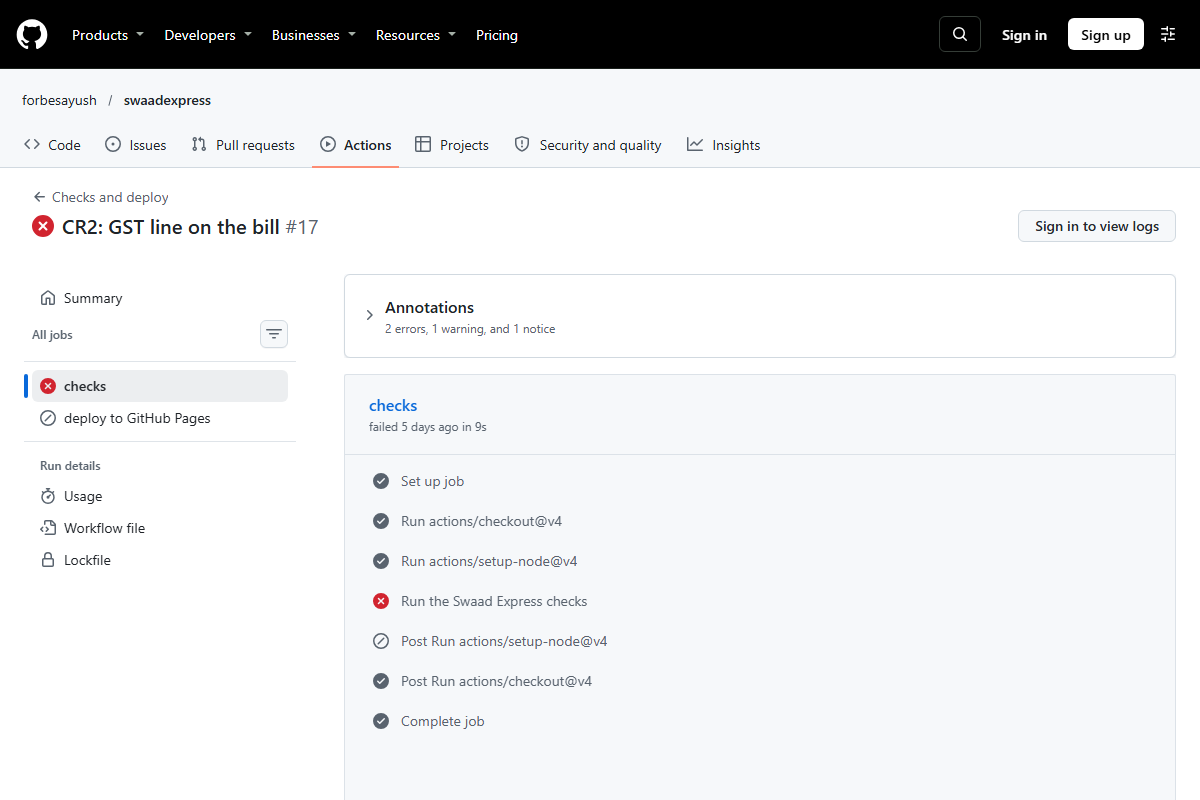 Products Developers Businesses Resources Pricing Sign in Sign up
forbesayush / swaadexpress
Code Issues Pull requests Actions Projects Security and quality Insights
Checks and deploy
CR2: GST line on the bill #17
Sign in to view logs
Summary
All jobs
checks
deploy to GitHub Pages
Run details
Usage
Workflow file
Lockfile
Annotations
2 errors, 1 warning, and 1 notice
checks
failed 5 days ago in 9s
Set up job
Run actions/checkout@v4
Run actions/setup-node@v4
Run the Swaad Express checks
Post Run actions/setup-node@v4
Post Run actions/checkout@v4
Complete job